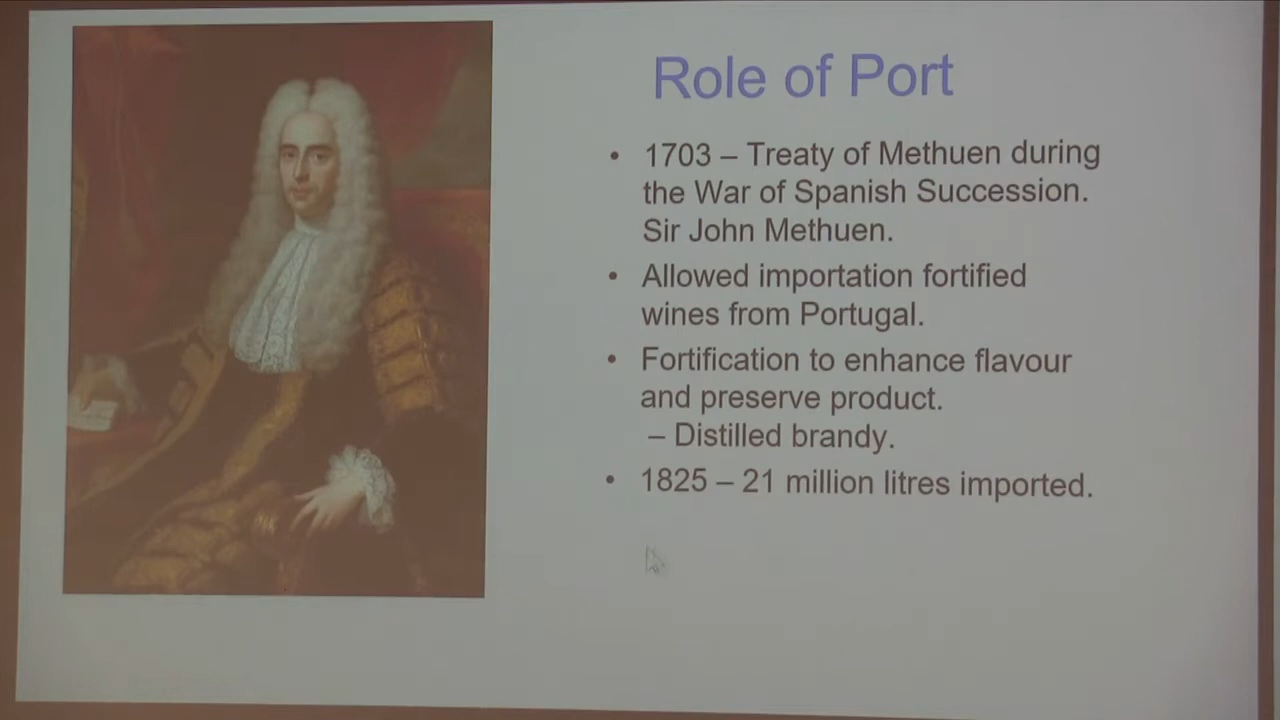 Role of Port
• 1703 – Treaty of Methuen during
the War of Spanish Succession.
Sir John Methuen.
• Allowed importation fortified
wines from Portugal.
• Fortification to enhance flavour
and preserve product.
– Distilled brandy.
• 1825 – 21 million litres imported.